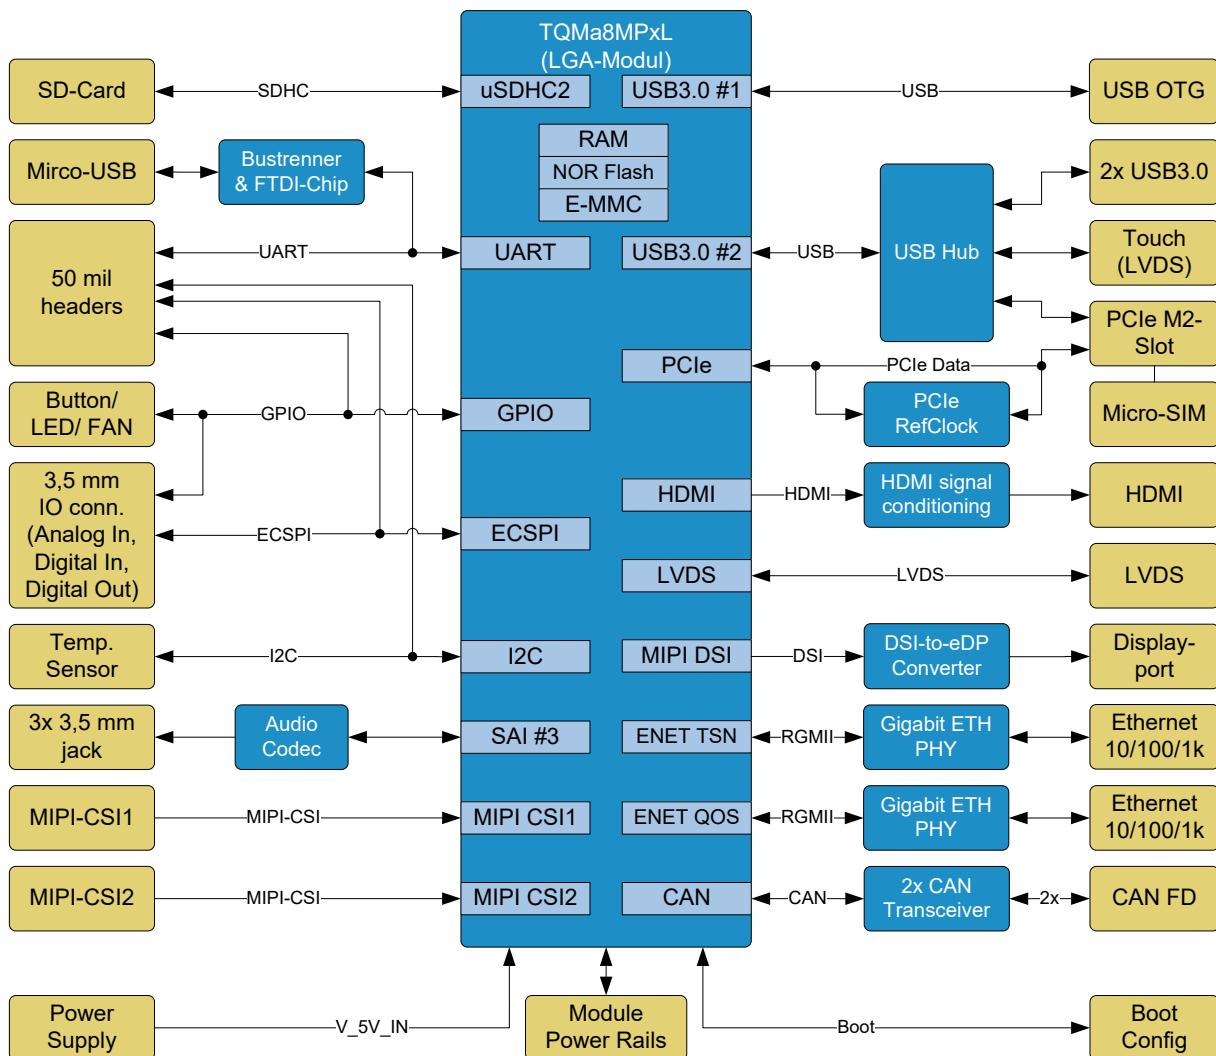 TQMa8MPxL
(LGA-Modul)
SD-Card
SDHC
uSDHC2
USB3.0 #1
USB
USB OTG
RAM
NOR Flash
E-MMC
Mirco-USB
Bustrenner
& FTDI-Chip
2x USB3.0
50 mil
headers
UART
UART
USB3.0 #2
USB
USB Hub
Touch
(LVDS)
PCIe M2-
Slot
PCIe
PCIe Data
PCIe
RefClock
Micro-SIM
Button/
LED/ FAN
GPIO
GPIO
3,5 mm
IO conn.
(Analog In,
Digital In,
Digital Out)
ECSPI
ECSPI
HDMI
HDMI
HDMI signal
conditioning
HDMI
LVDS
LVDS
LVDS
Temp.
Sensor
I2C
I2C
MIPI DSI
DSI
DSI-to-eDP
Converter
Display-
port
3x 3,5 mm
jack
Audio
Codec
SAI #3
ENET TSN
RGMII
Gigabit ETH
PHY
Ethernet
10/100/1k
MIPI-CSI1
MIPI-CSI
MIPI CSI1
ENET QOS
RGMII
Gigabit ETH
PHY
Ethernet
10/100/1k
MIPI-CSI2
MIPI-CSI
MIPI CSI2
CAN
CAN
2x CAN
Transceiver
2x
CAN FD
Power
Supply
V_5V_IN
Module
Power Rails
Boot
Boot
Config